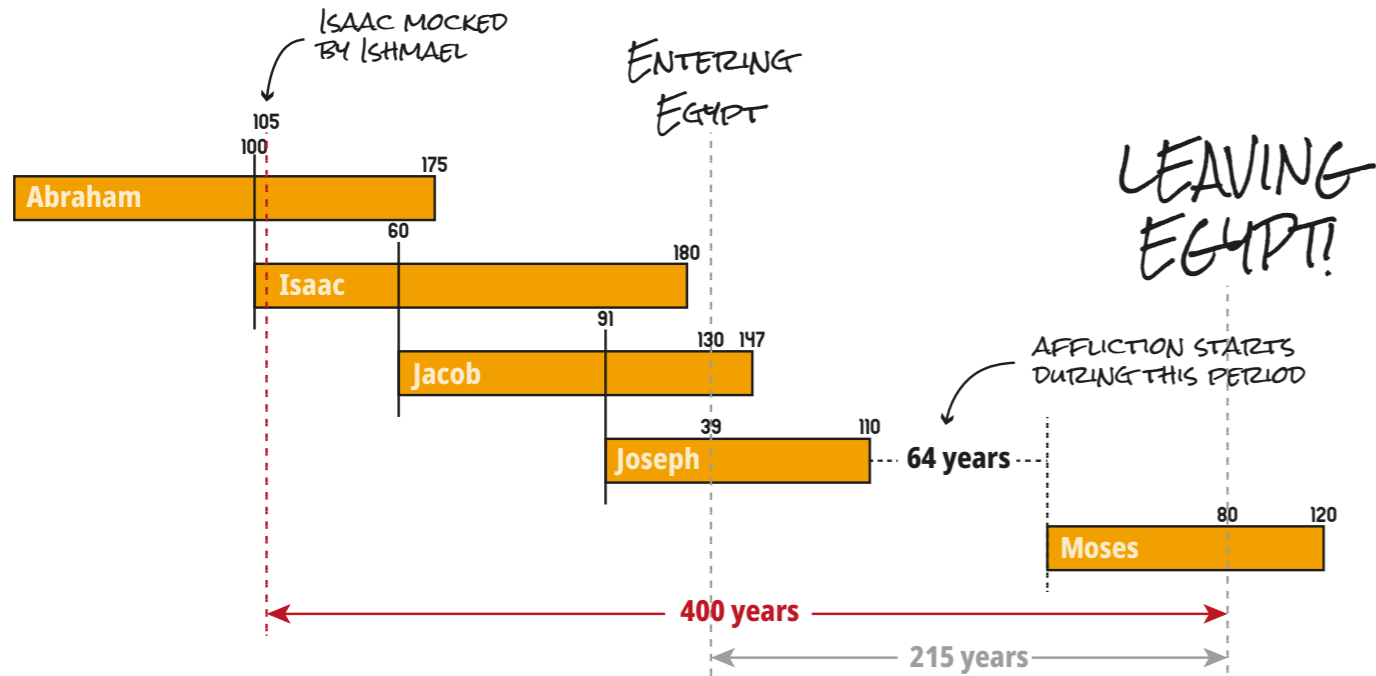 Isaac mocked
by Ishmael
Entering
Egypt
Leaving
Egypt!
105
100
175
Abraham
60
180
Isaac
91
130 147
Jacob
Affliction starts
during this period
39
110
Joseph
64 years
80
120
Moses
400 years
215 years